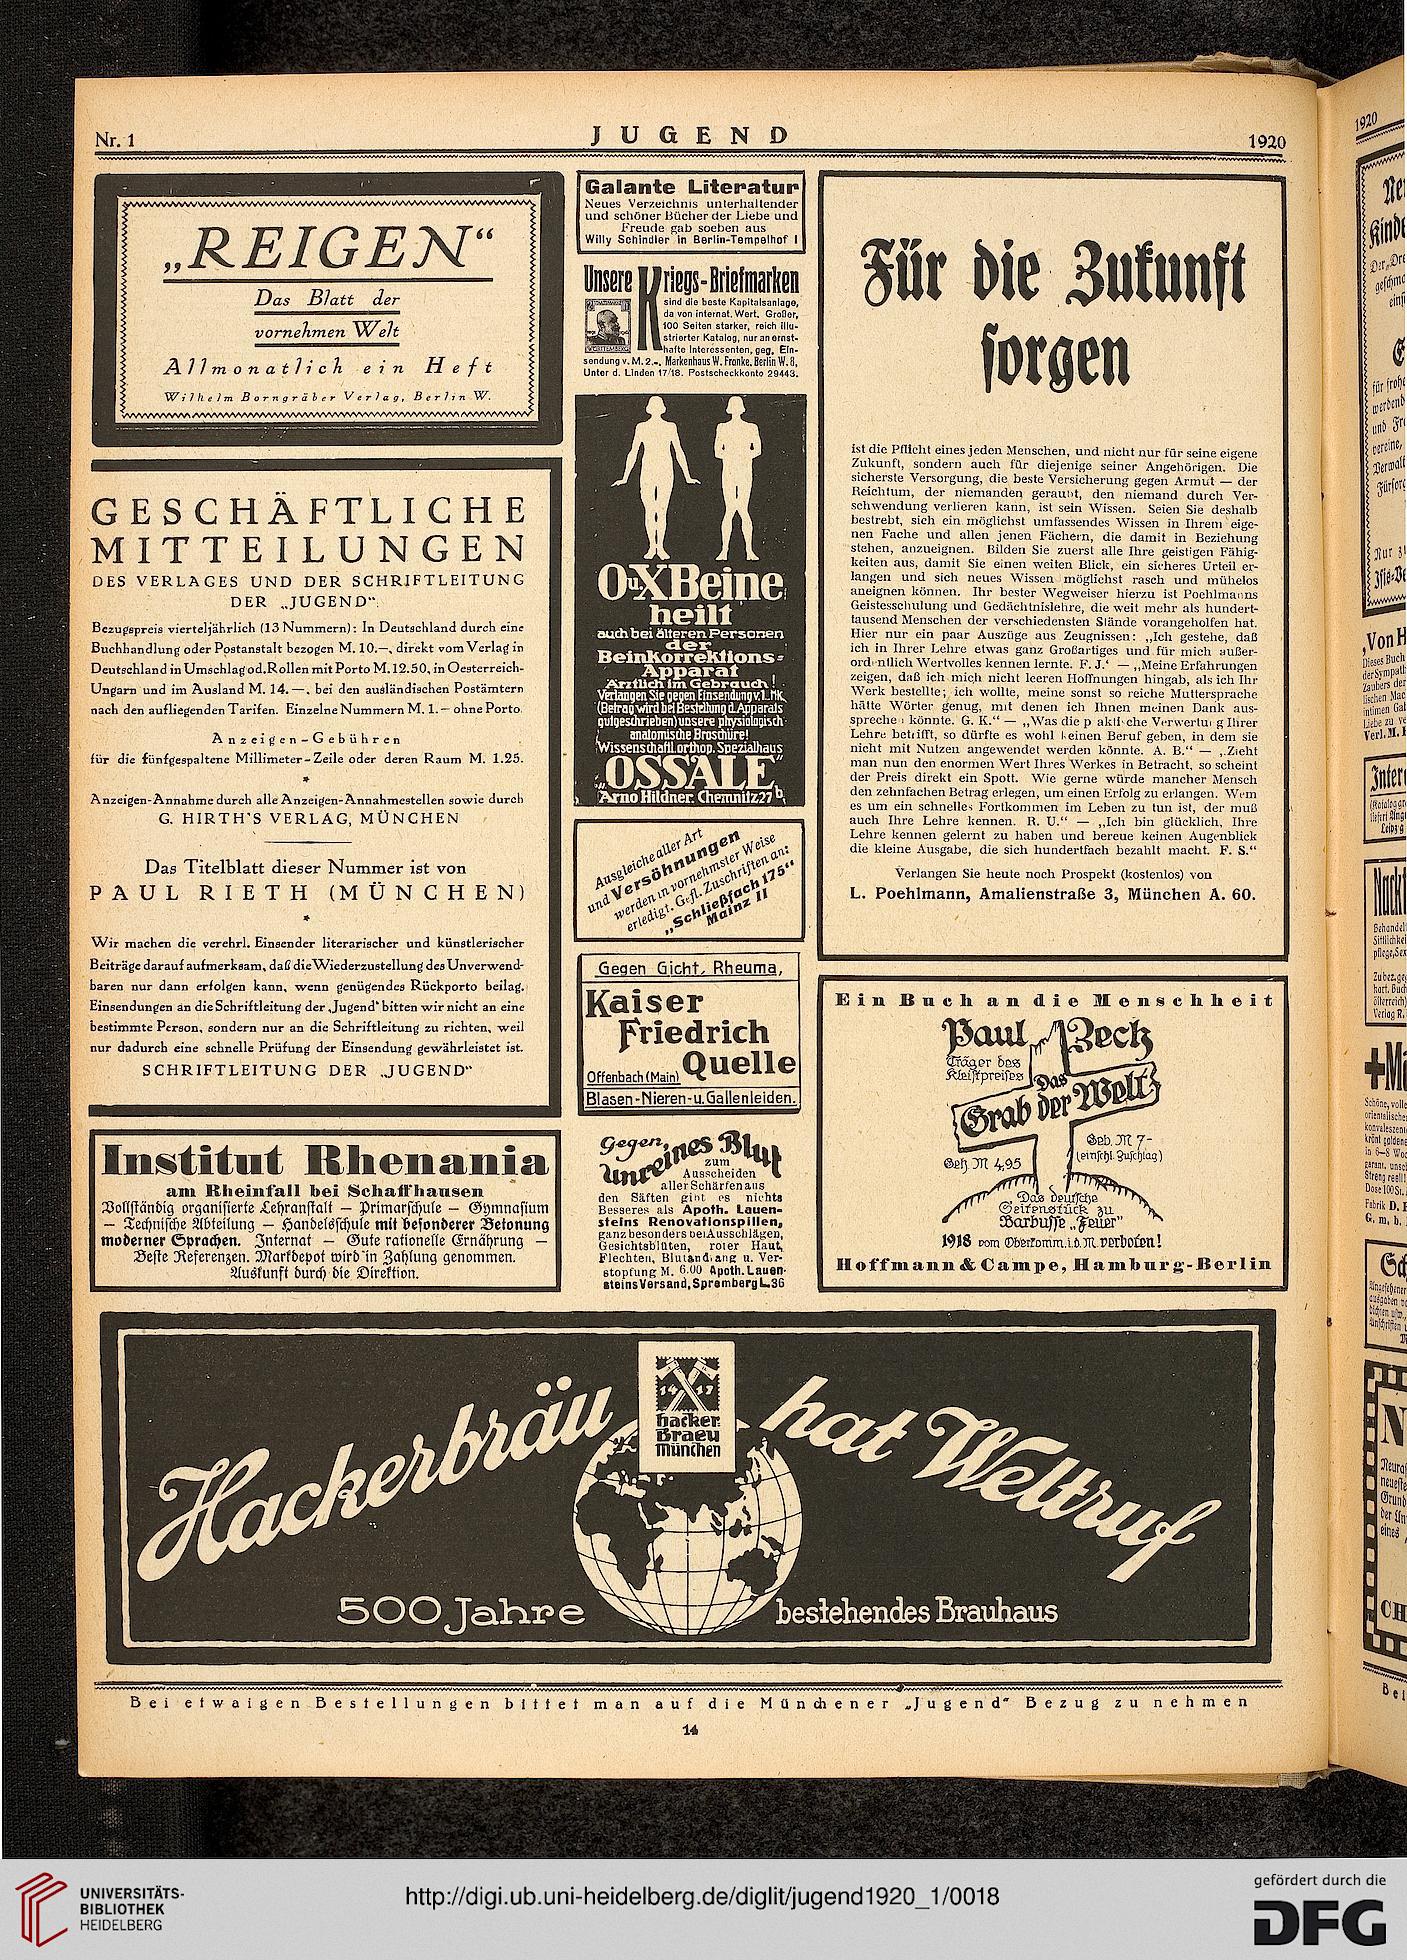 Nr. 1
JUGEND
1920
„REIGEN“
Das Blatt der
vornehmen Welt
Allmonatlich ein Heft
Wilhelm Borngräber Verlag, Berlin W.
GESCHÄFTLICHE
MITTEILUNGEN
DES VERLAGES UND DER SCHRIFTLEITUNG
DER „JUGEND“
Bezugspreis vierteljährlich (13 Nummern): In Deutschland durch eine
Buchhandlung oder Postanstalt bezogen M. 10.—, direkt vom Verlag in
Deutschland in Umschlag od. Rollen mit Porto M. 12.50, in Oesterreich-
Ungarn und im Ausland M. 14.—, bei den ausländischen Postämtern
nach den aufliegenden Tarifen. Einzelne Nummern M. 1.— ohne Porto.
Anzeigen-Gebühren
für die fünfgespaltene Millimeter-Zeile oder deren Raum M. 1.25.
*
Anzeigen-Annahme durch alle Anzeigen-Annahmestellen sowie durch
G. HIRTH'S VERLAG, MÜNCHEN
Das Titelblatt dieser Nummer ist von
PAUL RIETH (MÜNCHEN)
*
Wir machen die verehrl. Einsender literarischer und künstlerischer
Beiträge darauf aufmerksam, daß die Wiederzustellung des Unverwend-
baren nur dann erfolgen kann, wenn genügendes Rückporto beilag.
Einsendungen an die Schriftleitung der „Jugend“ bitten wir nicht an eine
bestimmte Person, sondern nur an die Schriftleitung zu richten, weil
nur dadurch eine schnelle Prüfung der Einsendung gewährleistet ist.
SCHRIFTLEITUNG DER „JUGEND“
Institut Rhenania
am Rheinfall bei Schaffhausen
Vollständig organisierte Lehranstalt — Primarschule — Gymnasium
— Technische Abteilung — Handelsschule mit besonderer Betonung
moderner Sprachen. Internat — Gute rationelle Ernährung —
Beste Referenzen. Markdepot wird in Zahlung genommen.
Auskunft durch die Direktion.
Galante Literatur
Neues Verzeichnis unterhaltender
und schöner Bücher der Liebe und
Freude gab soeben aus
Willy Schindler in Berlin-Tempelhof I
Unsere Kriegs-Briefmarken
sind die beste Kapitalsanlage,
da von internat. Wert. Großer,
100 Seiten starker, reich illu-
strierter Katalog, nur an ernst-
hafte Interessenten, geg. Ein-
sendung v. M. 2.-. Markenhaus W. Franke, Berlin W. 8,
Unter d. Linden 17/18. Postscheckkonto 29443.
O u. X Beine
heilt
auch bei älteren Personen
der
Beinkorrektions-
Apparat
Ärztlich im Gebrauch!
Verlangen Sie gegen Einsendung v. 1.- Mk.
(Betrag wird bei Bestellung d. Apparats
gutgeschrieben) unsere physiologisch
anatomische Broschüre!
Wissenschaftl. orthop. Spezialhaus
„OSSALE“
Arno Hildner Chemnitz 27 b
Ausgleiche aller Art
und Versöhnungen
werden in vornehmster Weise
erledigt. Gefl. Zuschriften an:
„Schließfach 175“
Mainz II
Gegen Gicht, Rheuma,
Kaiser
Friedrich
Quelle
Offenbach (Main)
Blasen-Nieren-u. Gallenleiden.
Gegen
unreines Blut
zum
Ausscheiden
aller Schärfen aus
den Säften gibt es nichts
Besseres als Apoth. Lauen-
steins Renovationspillen,
ganz besonders bei Ausschlägen,
Gesichtsblüten, roter Haut,
Flechten, Blutandrang u. Ver-
stopfung M. 6.00 Apoth. Lauen-
steins Versand, Spremberg L. 36
Für die Zukunft
sorgen
ist die Pflicht eines jeden Menschen, und nicht nur für seine eigene
Zukunft, sondern auch für diejenige seiner Angehörigen. Die
sicherste Versorgung, die beste Versicherung gegen Armut — der
Reichtum, der niemanden geraubt, den niemand durch Ver-
schwendung verlieren kann, ist sein Wissen. Seien Sie deshalb
bestrebt, sich ein möglichst umfassendes Wissen in Ihrem eige-
nen Fache und allen jenen Fächern, die damit in Beziehung
stehen, anzueignen. Bilden Sie zuerst alle Ihre geistigen Fähig-
keiten aus, damit Sie einen weiten Blick, ein sicheres Urteil er-
langen und sich neues Wissen möglichst rasch und mühelos
aneignen können. Ihr bester Wegweiser hierzu ist Poehlmanns
Geistesschulung und Gedächtnislehre, die weit mehr als hundert-
tausend Menschen der verschiedensten Stände vorangeholfen hat.
Hier nur ein paar Auszüge aus Zeugnissen: „Ich gestehe, daß
ich in Ihrer Lehre etwas ganz Großartiges und für mich außer-
ordentlich Wertvolles kennen lernte. F. J.“ — „Meine Erfahrungen
zeigen, daß ich mich nicht leeren Hoffnungen hingab, als ich Ihr
Werk bestellte; ich wollte, meine sonst so reiche Muttersprache
hätte Wörter genug, mit denen ich Ihnen meinen Dank aus-
sprechen könnte. G. K.“ — „Was die praktische Verwertung Ihrer
Lehre betrifft, so dürfte es wohl keinen Beruf geben, in dem sie
nicht mit Nutzen angewendet werden könnte. A. B.“ — „Zieht
man nun den enormen Wert Ihres Werkes in Betracht, so scheint
der Preis direkt ein Spott. Wie gerne würde mancher Mensch
den zehnfachen Betrag erlegen, um einen Erfolg zu erlangen. Wem
es um ein schnelles Fortkommen im Leben zu tun ist, der muß
auch Ihre Lehre kennen. R. U.“ — „Ich bin glücklich, Ihre
Lehre kennen gelernt zu haben und bereue keinen Augenblick
die kleine Ausgabe, die sich hundertfach bezahlt macht. F. S.“
Verlangen Sie heute noch Prospekt (kostenlos) von
L. Poehlmann, Amalienstraße 3, München A. 60.
Ein Buch an die Menschheit
Paul Zech
Träger des
Kleistpreises
Das
Grab der Welt
Geh. M 4,95
Geb. M 7-
(einschl. Zuschlag)
Das deutsche
Seitenstück zu
Barbusse „Feuer“
1918 vom Oberkomm. i. d. M. verboten!
Hoffmann & Campe, Hamburg-Berlin
Hackerbräu hat Weltruf
14 17
hacker
Braeu
münchen
500 Jahre bestehendes Brauhaus
Bei etwaigen Bestellungen bittet man auf die Münchener „Jugend“ Bezug zu nehmen
14
1920
UNIVERSITÄTS-
BIBLIOTHEK
HEIDELBERG
http://digi.ub.uni-heidelberg.de/diglit/jugend1920_1/0018
gefördert durch die
DFG